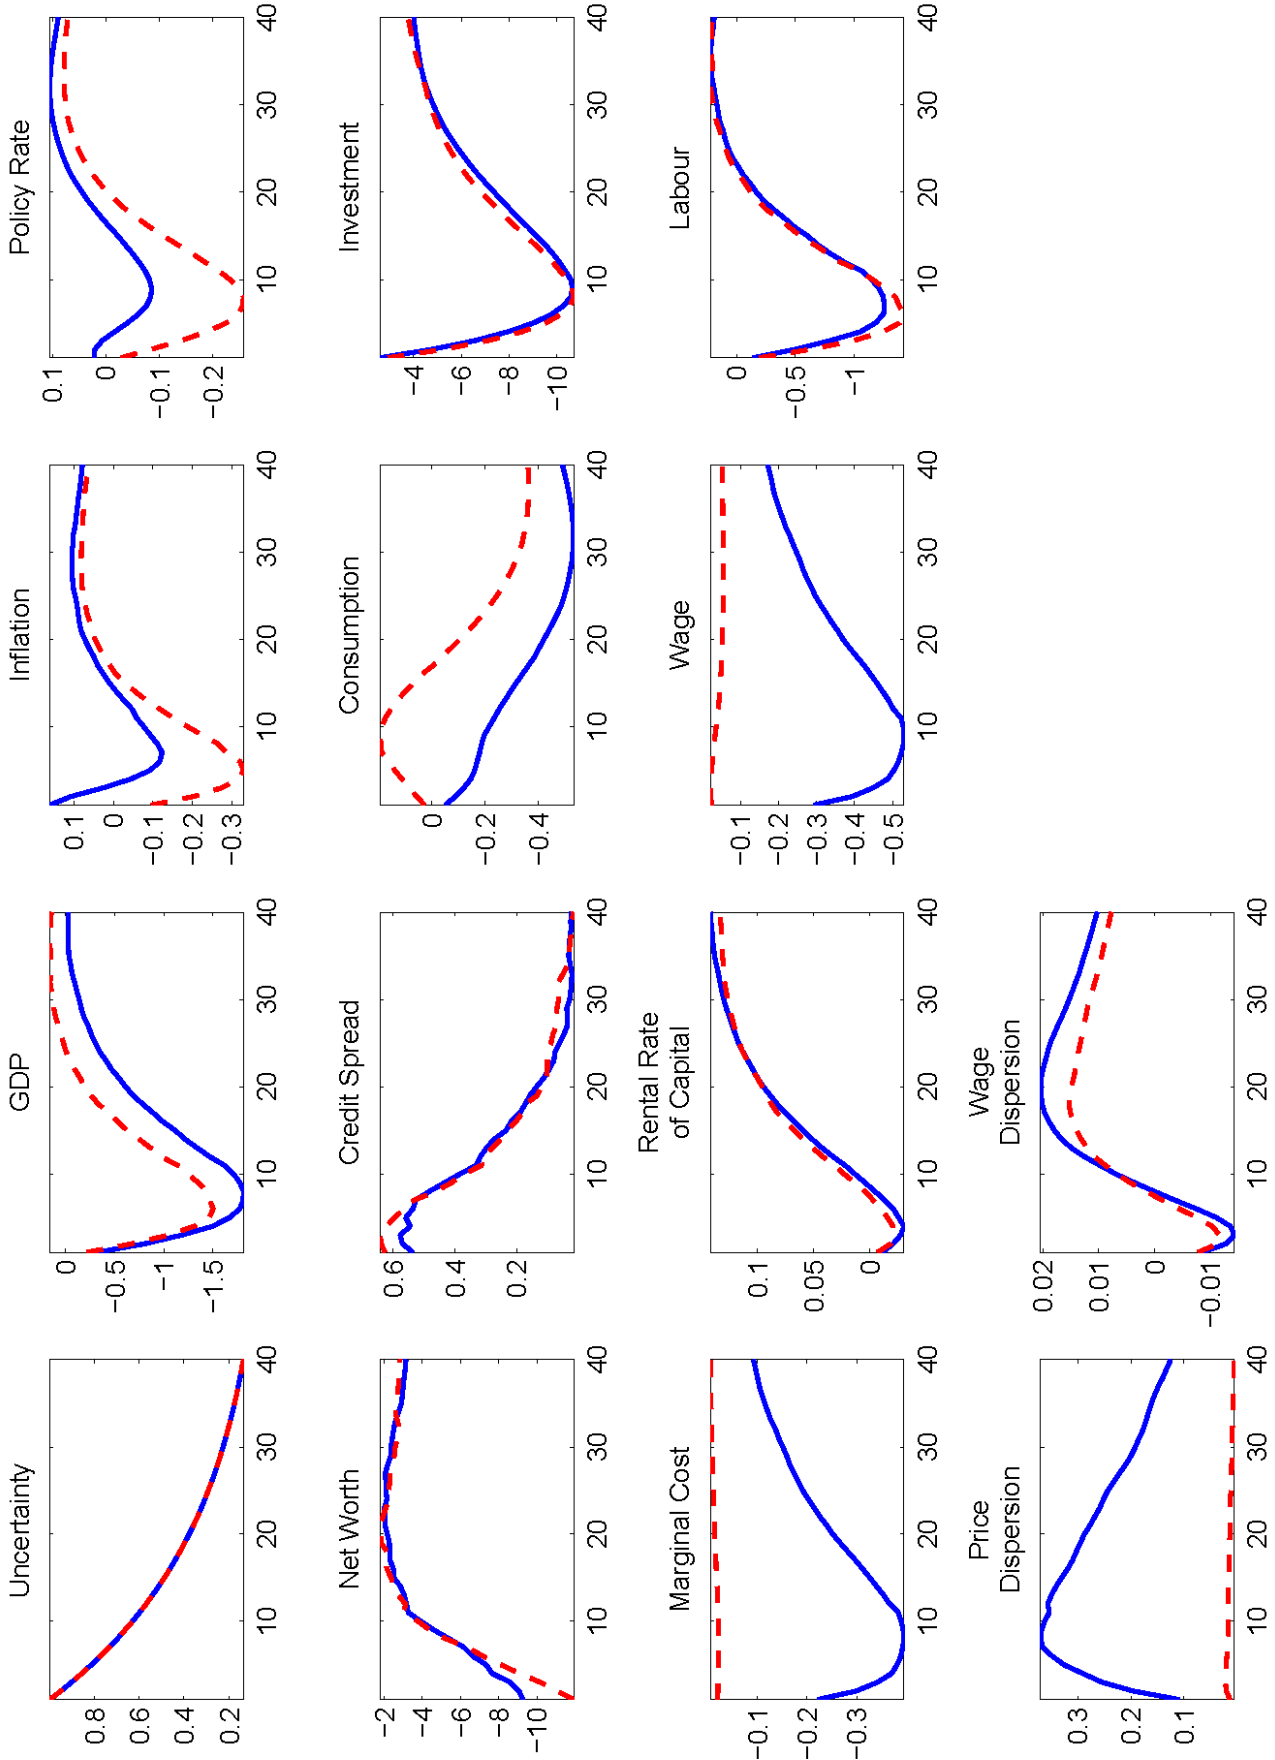 Uncertainty
0.8
0.6
0.4
0.2
10 20 30 40
GDP
0
−0.5
−1
−1.5
10 20 30 40
Inflation
0.1
0
−0.1
−0.2
−0.3
10 20 30 40
Policy Rate
0.1
0
−0.1
−0.2
10 20 30 40
Net Worth
−2
−4
−6
−8
−10
10 20 30 40
Credit Spread
0.6
0.4
0.2
10 20 30 40
Consumption
0
−0.2
−0.4
10 20 30 40
Investment
−4
−6
−8
−10
10 20 30 40
Marginal Cost
−0.1
−0.2
−0.3
10 20 30 40
Rental Rate
of Capital
0.1
0.05
0
10 20 30 40
Wage
−0.1
−0.2
−0.3
−0.4
−0.5
10 20 30 40
Labour
0
−0.5
−1
10 20 30 40
Price
Dispersion
0.3
0.2
0.1
10 20 30 40
Wage
Dispersion
0.02
0.01
0
−0.01
10 20 30 40